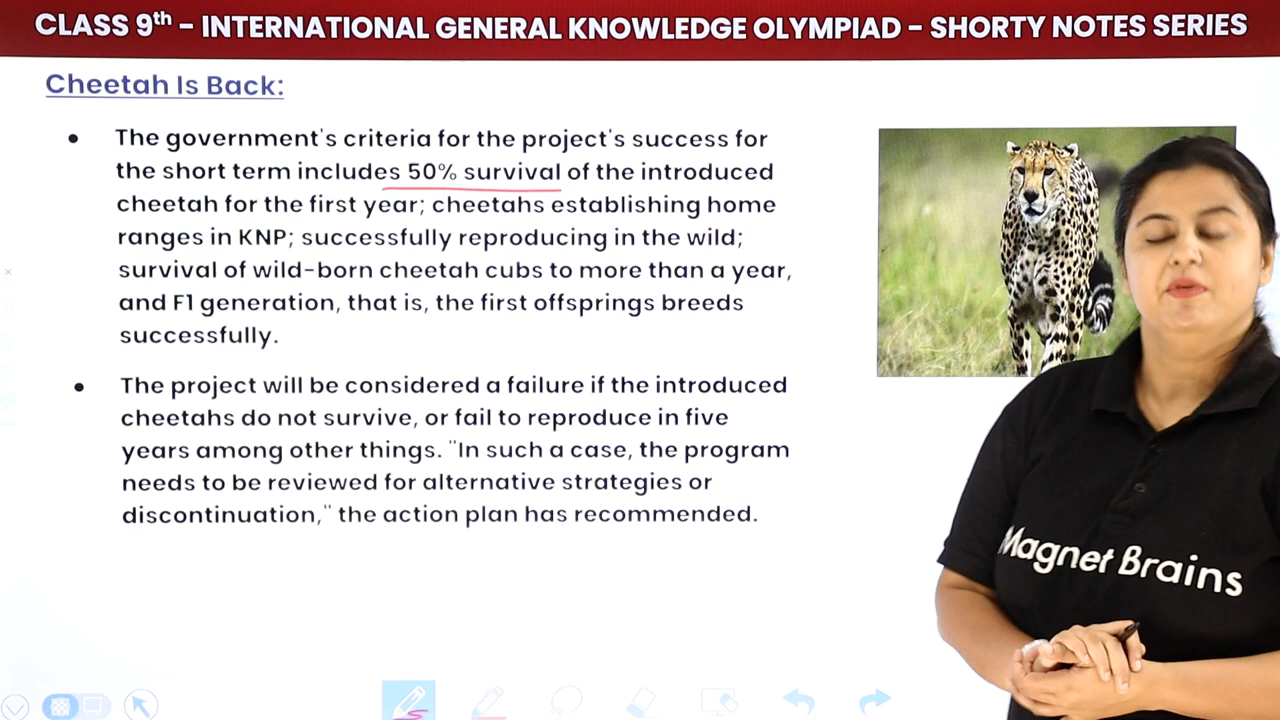 CLASS 9th – INTERNATIONAL GENERAL KNOWLEDGE OLYMPIAD – SHORTY NOTES SERIES
Cheetah Is Back:
• The government's criteria for the project's success for
the short term includes 50% survival of the introduced
cheetah for the first year; cheetahs establishing home
ranges in KNP; successfully reproducing in the wild;
survival of wild-born cheetah cubs to more than a year,
and F1 generation, that is, the first offsprings breeds
successfully.
• The project will be considered a failure if the introduced
cheetahs do not survive, or fail to reproduce in five
years among other things. "In such a case, the program
needs to be reviewed for alternative strategies or
discontinuation," the action plan has recommended.
Magnet Brains